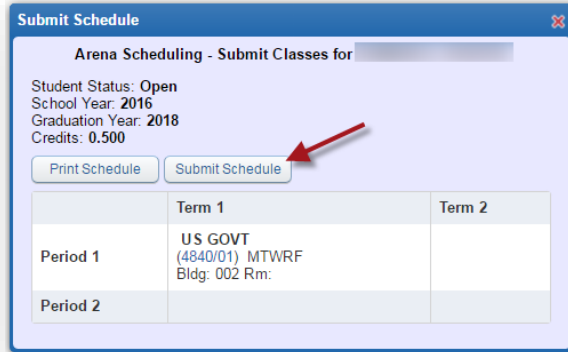 Submit Schedule
Arena Scheduling - Submit Classes for
Student Status: Open
School Year: 2016
Graduation Year: 2018
Credits: 0.500
Print Schedule Submit Schedule
Term 1 Term 2
US GOVT
Period 1 (4840/01) MTWRF
Bldg: 002 Rm:
Period 2